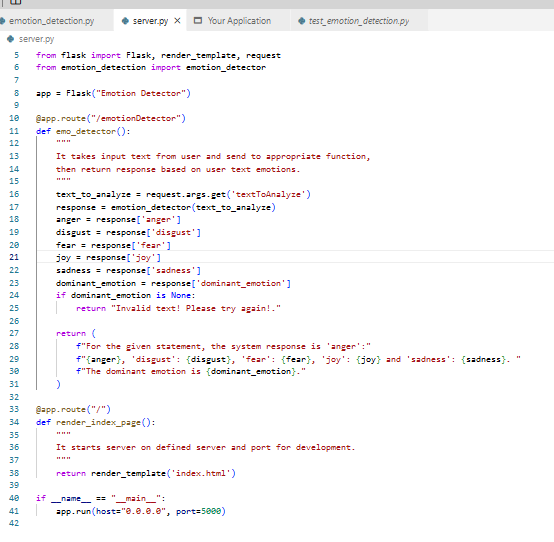 emotion_detection.py server.py × Your Application test_emotion_detection.py
server.py
5 from flask import Flask, render_template, request
6 from emotion_detection import emotion_detector
7
8 app = Flask("Emotion Detector")
9
10 @app.route("/emotionDetector")
11 def emo_detector():
12 """
13 It takes input text from user and send to appropriate function,
14 then return response based on user text emotions.
15 """
16 text_to_analyze = request.args.get('textToAnalyze')
17 response = emotion_detector(text_to_analyze)
18 anger = response['anger']
19 disgust = response['disgust']
20 fear = response['fear']
21 joy = response['joy']
22 sadness = response['sadness']
23 dominant_emotion = response['dominant_emotion']
24 if dominant_emotion is None:
25 return "Invalid text! Please try again!."
26
27 return (
28 f"For the given statement, the system response is 'anger':"
29 f"{anger}, 'disgust': {disgust}, 'fear': {fear}, 'joy': {joy} and 'sadness': {sadness}. "
30 f"The dominant emotion is {dominant_emotion}."
31 )
32
33 @app.route("/")
34 def render_index_page():
35 """
36 It starts server on defined server and port for development.
37 """
38 return render_template('index.html')
39
40 if __name__ == "__main__":
41 app.run(host="0.0.0.0", port=5000)
42